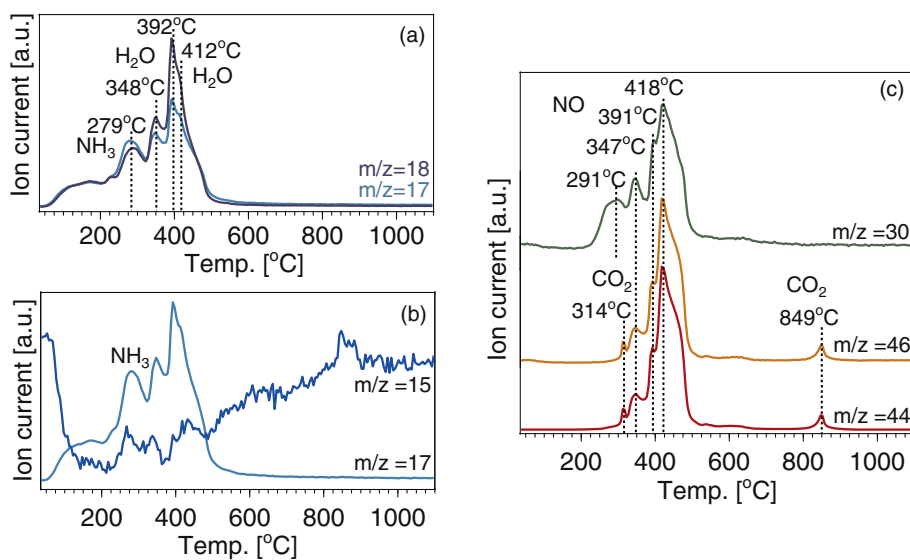 (a)
Ion current [a.u.]
392°C
H₂O
412°C
348°C
H₂O
279°C
NH₃
m/z=18
m/z=17
200 400 600 800 1000
Temp. [°C]
(b)
Ion current [a.u.]
NH₃
m/z =15
m/z =17
200 400 600 800 1000
Temp. [°C]
(c)
Ion current [a.u.]
418°C
NO
391°C
347°C
291°C
m/z =30
CO₂
314°C
CO₂
849°C
m/z =46
m/z =44
200 400 600 800 1000
Temp. [°C]